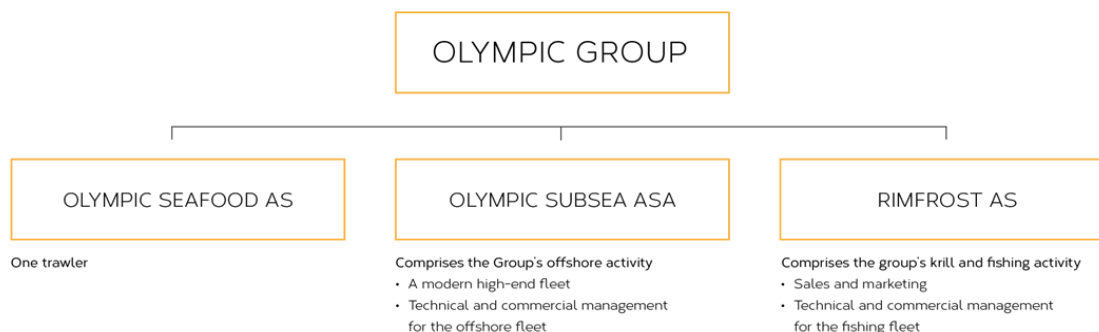 OLYMPIC GROUP
OLYMPIC SEAFOOD AS
OLYMPIC SUBSEA ASA
RIMFROST AS
One trawler
Comprises the Group's offshore activity
• A modern high-end fleet
• Technical and commercial management
for the offshore fleet
Comprises the group's krill and fishing activity
• Sales and marketing
• Technical and commercial management
for the fishing fleet